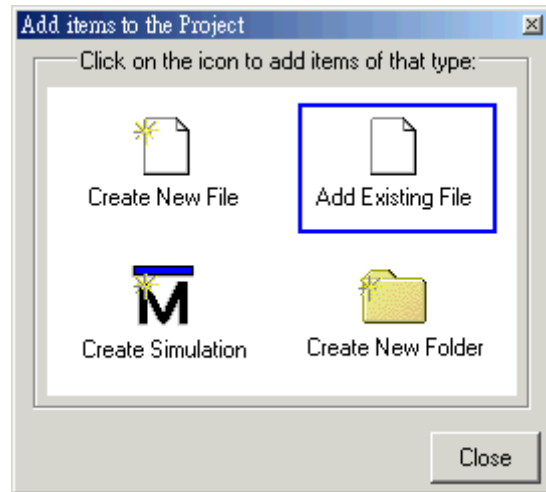 Add items to the Project
Click on the icon to add items of that type:
Create New File
Add Existing File
M
Create Simulation
Create New Folder
Close